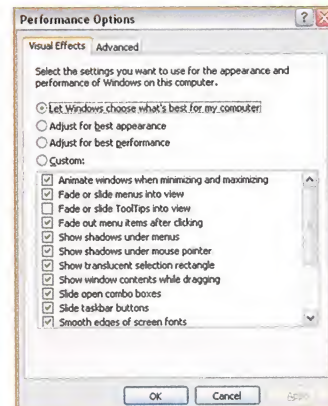 Performance Options
Visual Effects
Advanced
Select the settings you want to use for the appearance and
performance of Windows on this computer.
Let Windows choose what's best for my computer
Adjust for best appearance
Adjust for best performance
Custom:
Animate windows when minimizing and maximizing
Fade or slide menus into view
Fade or slide ToolTips into view
Fade out menu items after clicking
Show shadows under menus
Show shadows under mouse pointer
Show translucent selection rectangle
Show window contents while dragging
Slide open combo boxes
Slide taskbar buttons
Smooth edges of screen fonts
OK
Cancel
Apply